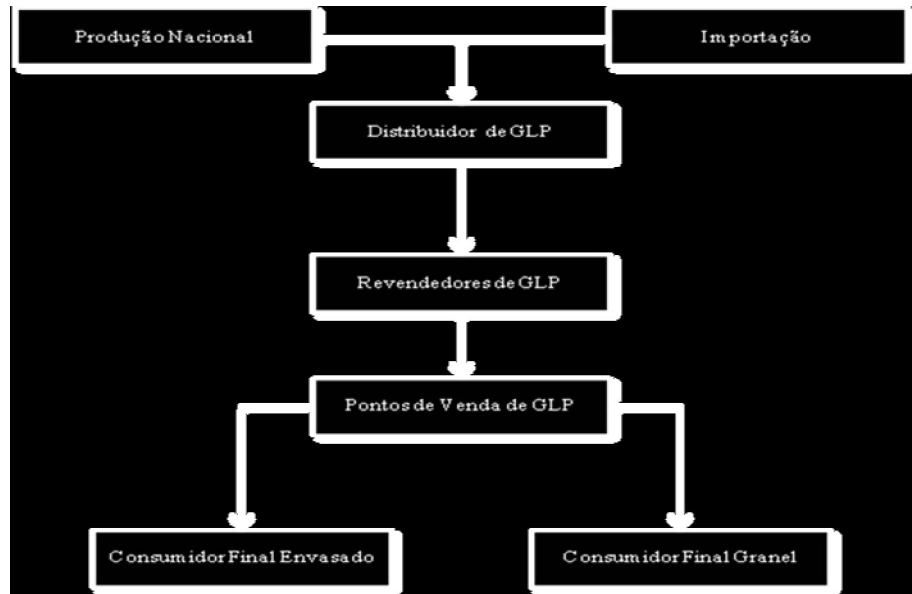 Produção Nacional
Importação
Distribuidor de GLP
Revendedores de GLP
Pontos de Venda de GLP
Consumidor Final Envasado
Consumidor Final Granel